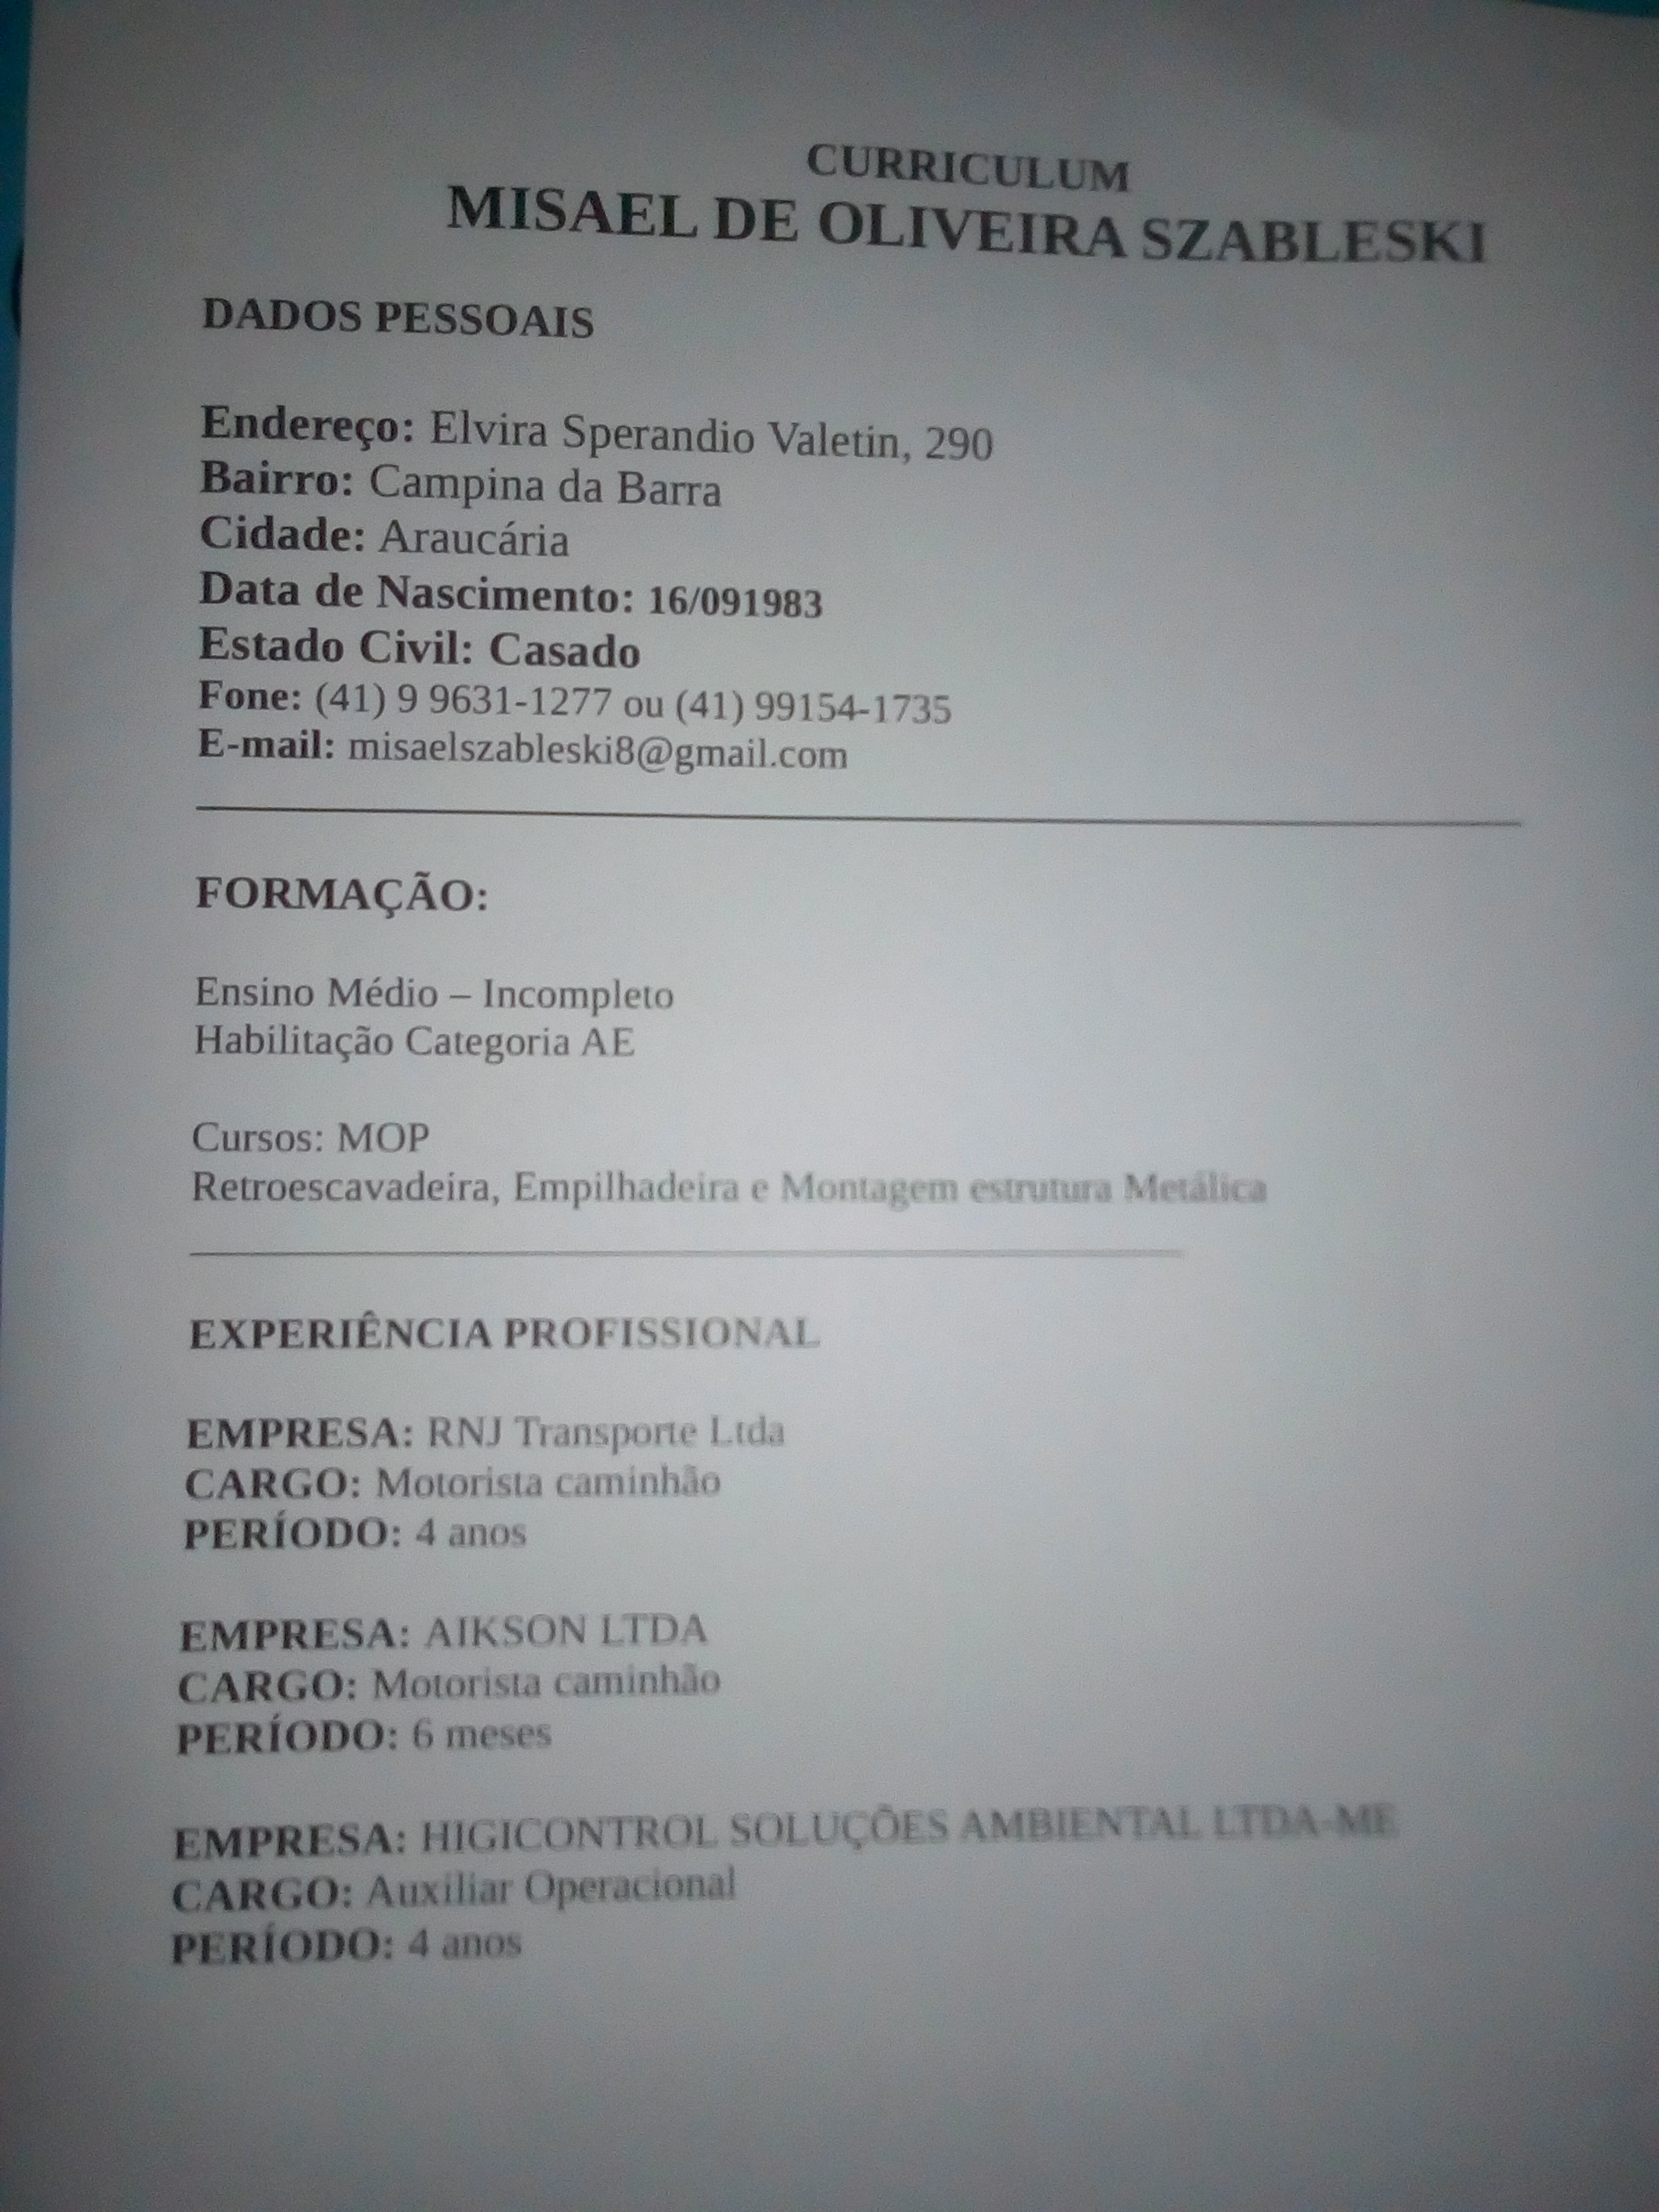 CURRICULUM
MISAEL DE OLIVEIRA SZABLESKI
DADOS PESSOAIS
Endereço: Elvira Sperandio Valetin, 290
Bairro: Campina da Barra
Cidade: Araucária
Data de Nascimento: 16/091983
Estado Civil: Casado
Fone: (41) 9 9631-1277 ou (41) 99154-1735
E-mail: misaelszableski8@gmail.com
FORMAÇÃO:
Ensino Médio – Incompleto
Habilitação Categoria AE
Cursos: MOP
Retroescavadeira, Empilhadeira e Montagem estrutura Metálica
EXPERIÊNCIA PROFISSIONAL
EMPRESA: RNJ Transporte Ltda
CARGO: Motorista caminhão
PERÍODO: 4 anos
EMPRESA: AIKSON LTDA
CARGO: Motorista caminhão
PERÍODO: 6 meses
EMPRESA: HIGICONTROL SOLUÇÕES AMBIENTAL LTDA-ME
CARGO: Auxiliar Operacional
PERÍODO: 4 anos